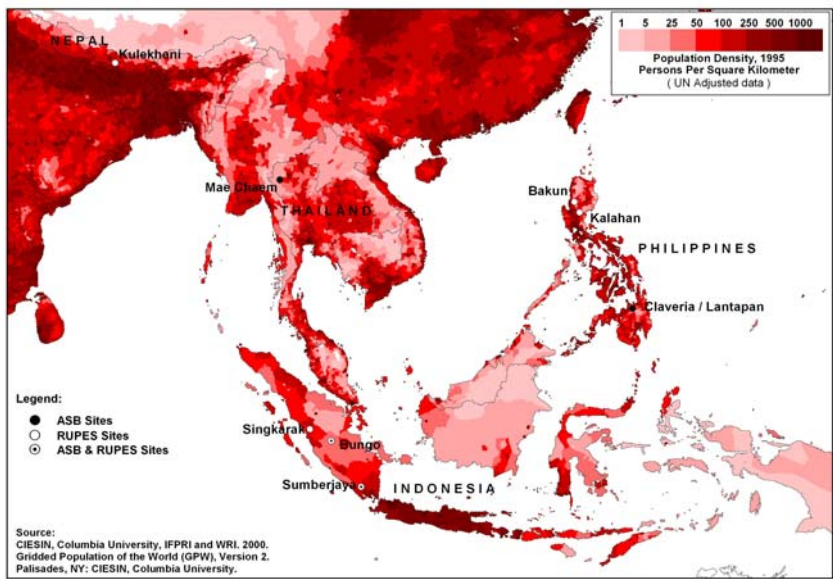 1 5 25 50 100 250 500 1000
Population Density, 1995
Persons Per Square Kilometer
( UN Adjusted data )
NEPAL
Kulekhani
Mae Chaem
THAILAND
Bakun
Kalahan
PHILIPPINES
Claveria / Lantapan
Legend:
ASB Sites
RUPES Sites
ASB & RUPES Sites
Singkarak
Bungo
Sumberjaya
INDONESIA
Source:
CIESIN, Columbia University, IFPRI and WRI. 2000.
Gridded Population of the World (GPW), Version 2.
Palisades, NY: CIESIN, Columbia University.